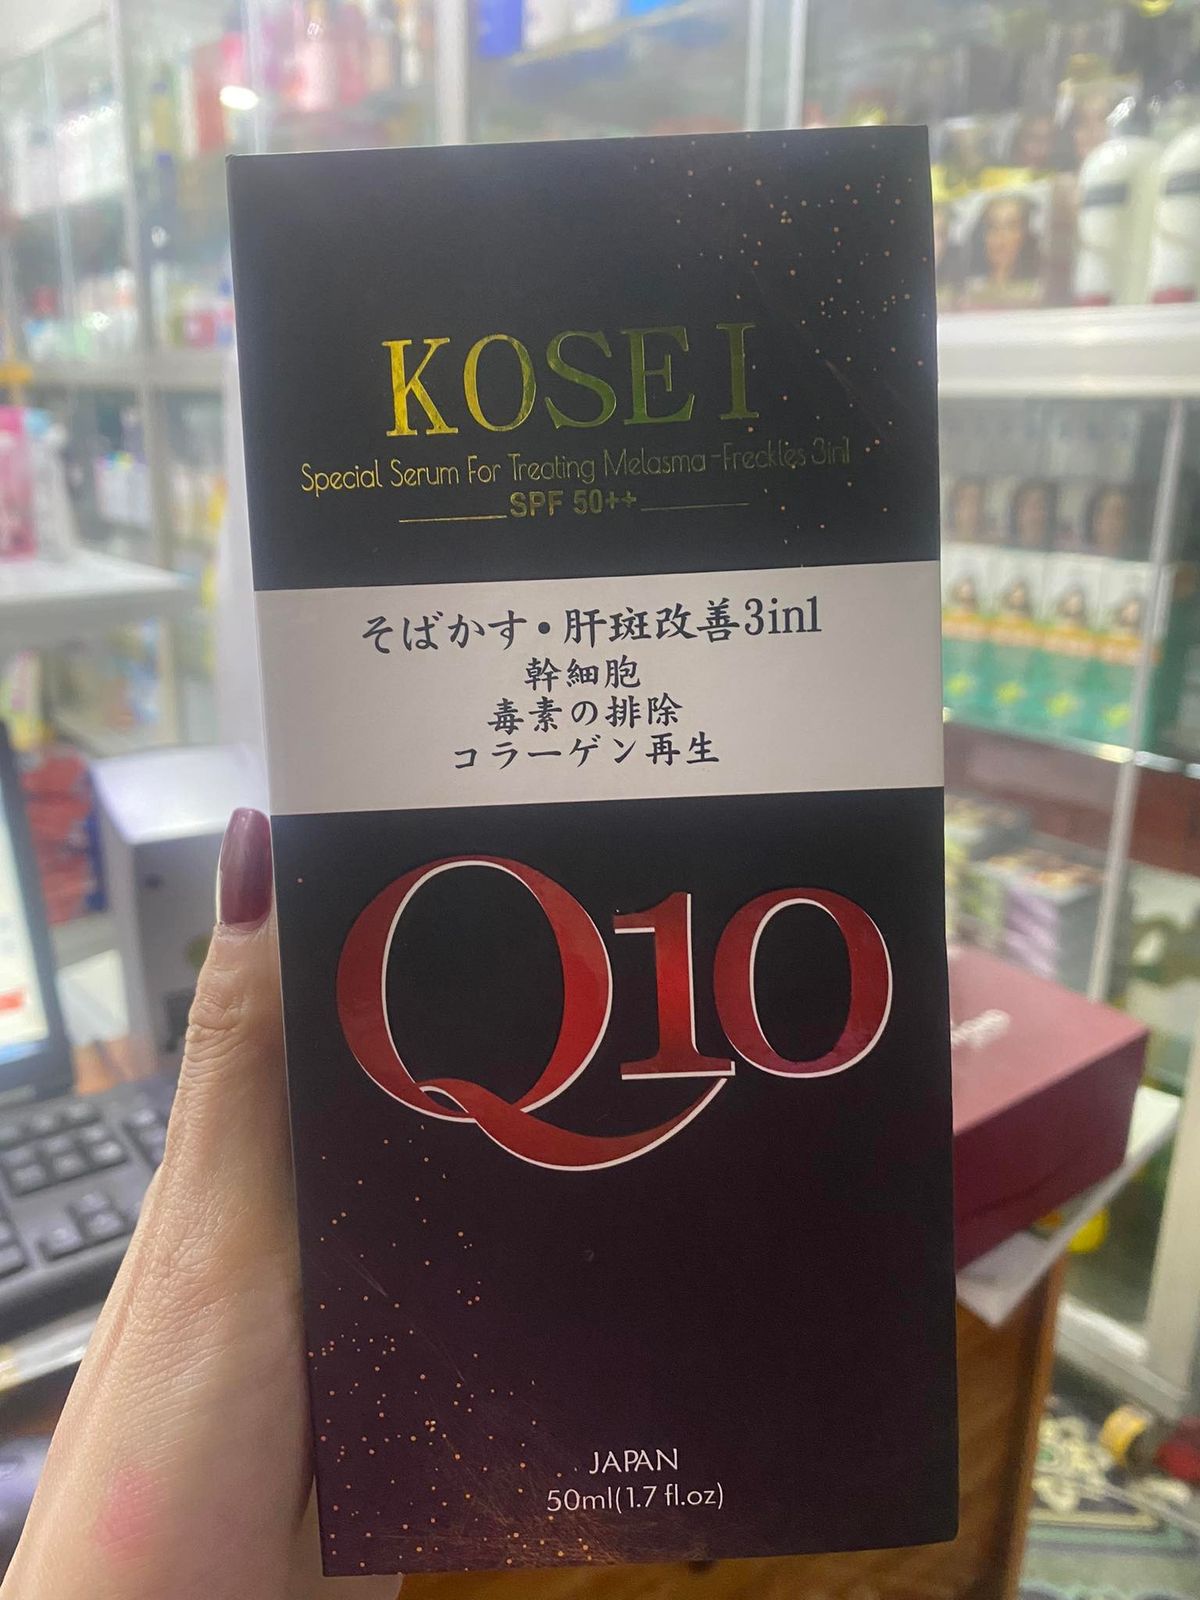 KOSEI
Special Serum For Treating Melasma-Freckles 3in1
SPF 50++
そばかす・肝斑改善3in1
幹細胞
毒素の排除
コラーゲン再生
Q10
JAPAN
50ml(1.7 fl.oz)